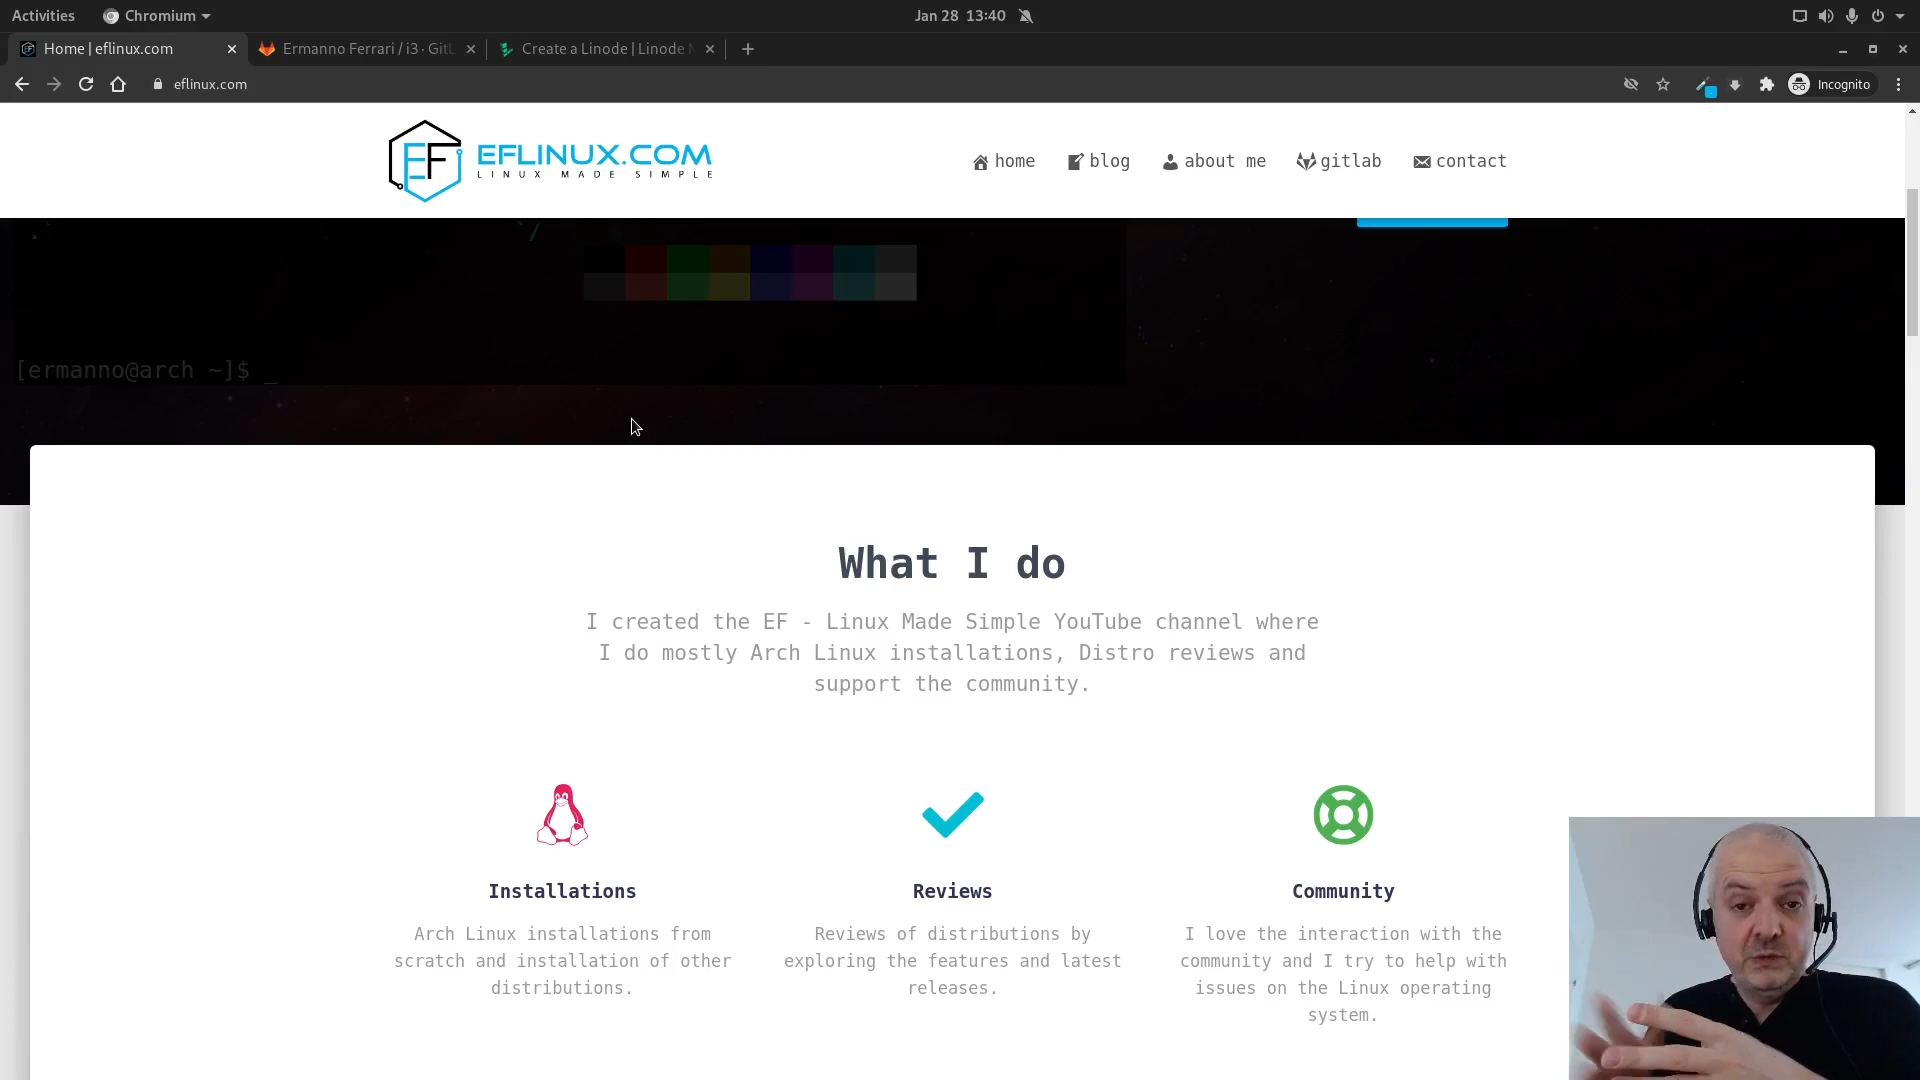 Activities
Chromium
Jan 28 13:40
Home | eflinux.com
Ermanno Ferrari / i3 · GitL
Create a Linode | Linode M
eflinux.com
Incognito
EF
EFLINUX.COM
LINUX MADE SIMPLE
home
blog
about me
gitlab
contact
[ermanno@arch ~]$ _
What I do
I created the EF - Linux Made Simple YouTube channel where
I do mostly Arch Linux installations, Distro reviews and
support the community.
Installations
Arch Linux installations from
scratch and installation of other
distributions.
Reviews
Reviews of distributions by
exploring the features and latest
releases.
Community
I love the interaction with the
community and I try to help with
issues on the Linux operating
system.